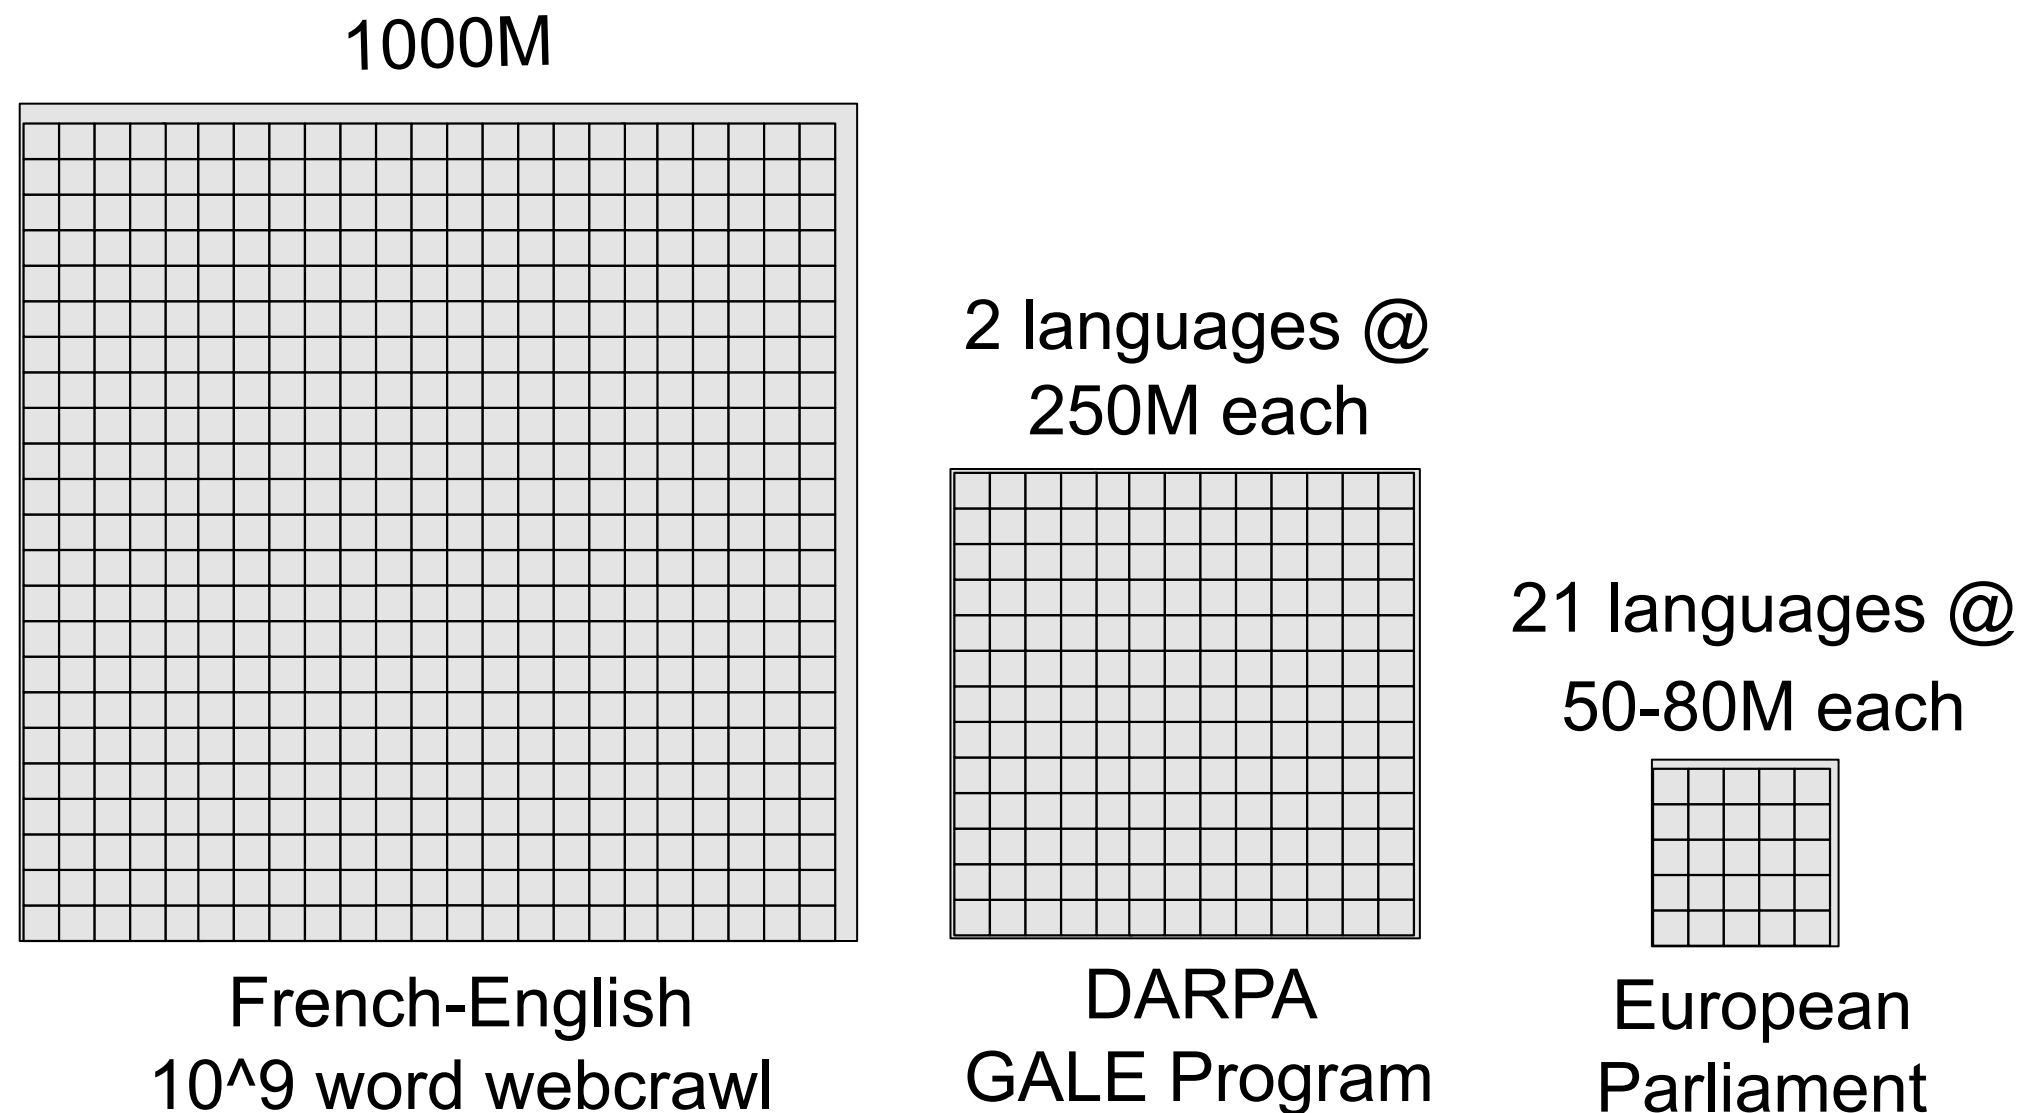 1000M
French-English
10^9 word webcrawl
2 languages @
250M each
DARPA
GALE Program
21 languages @
50-80M each
European
Parliament